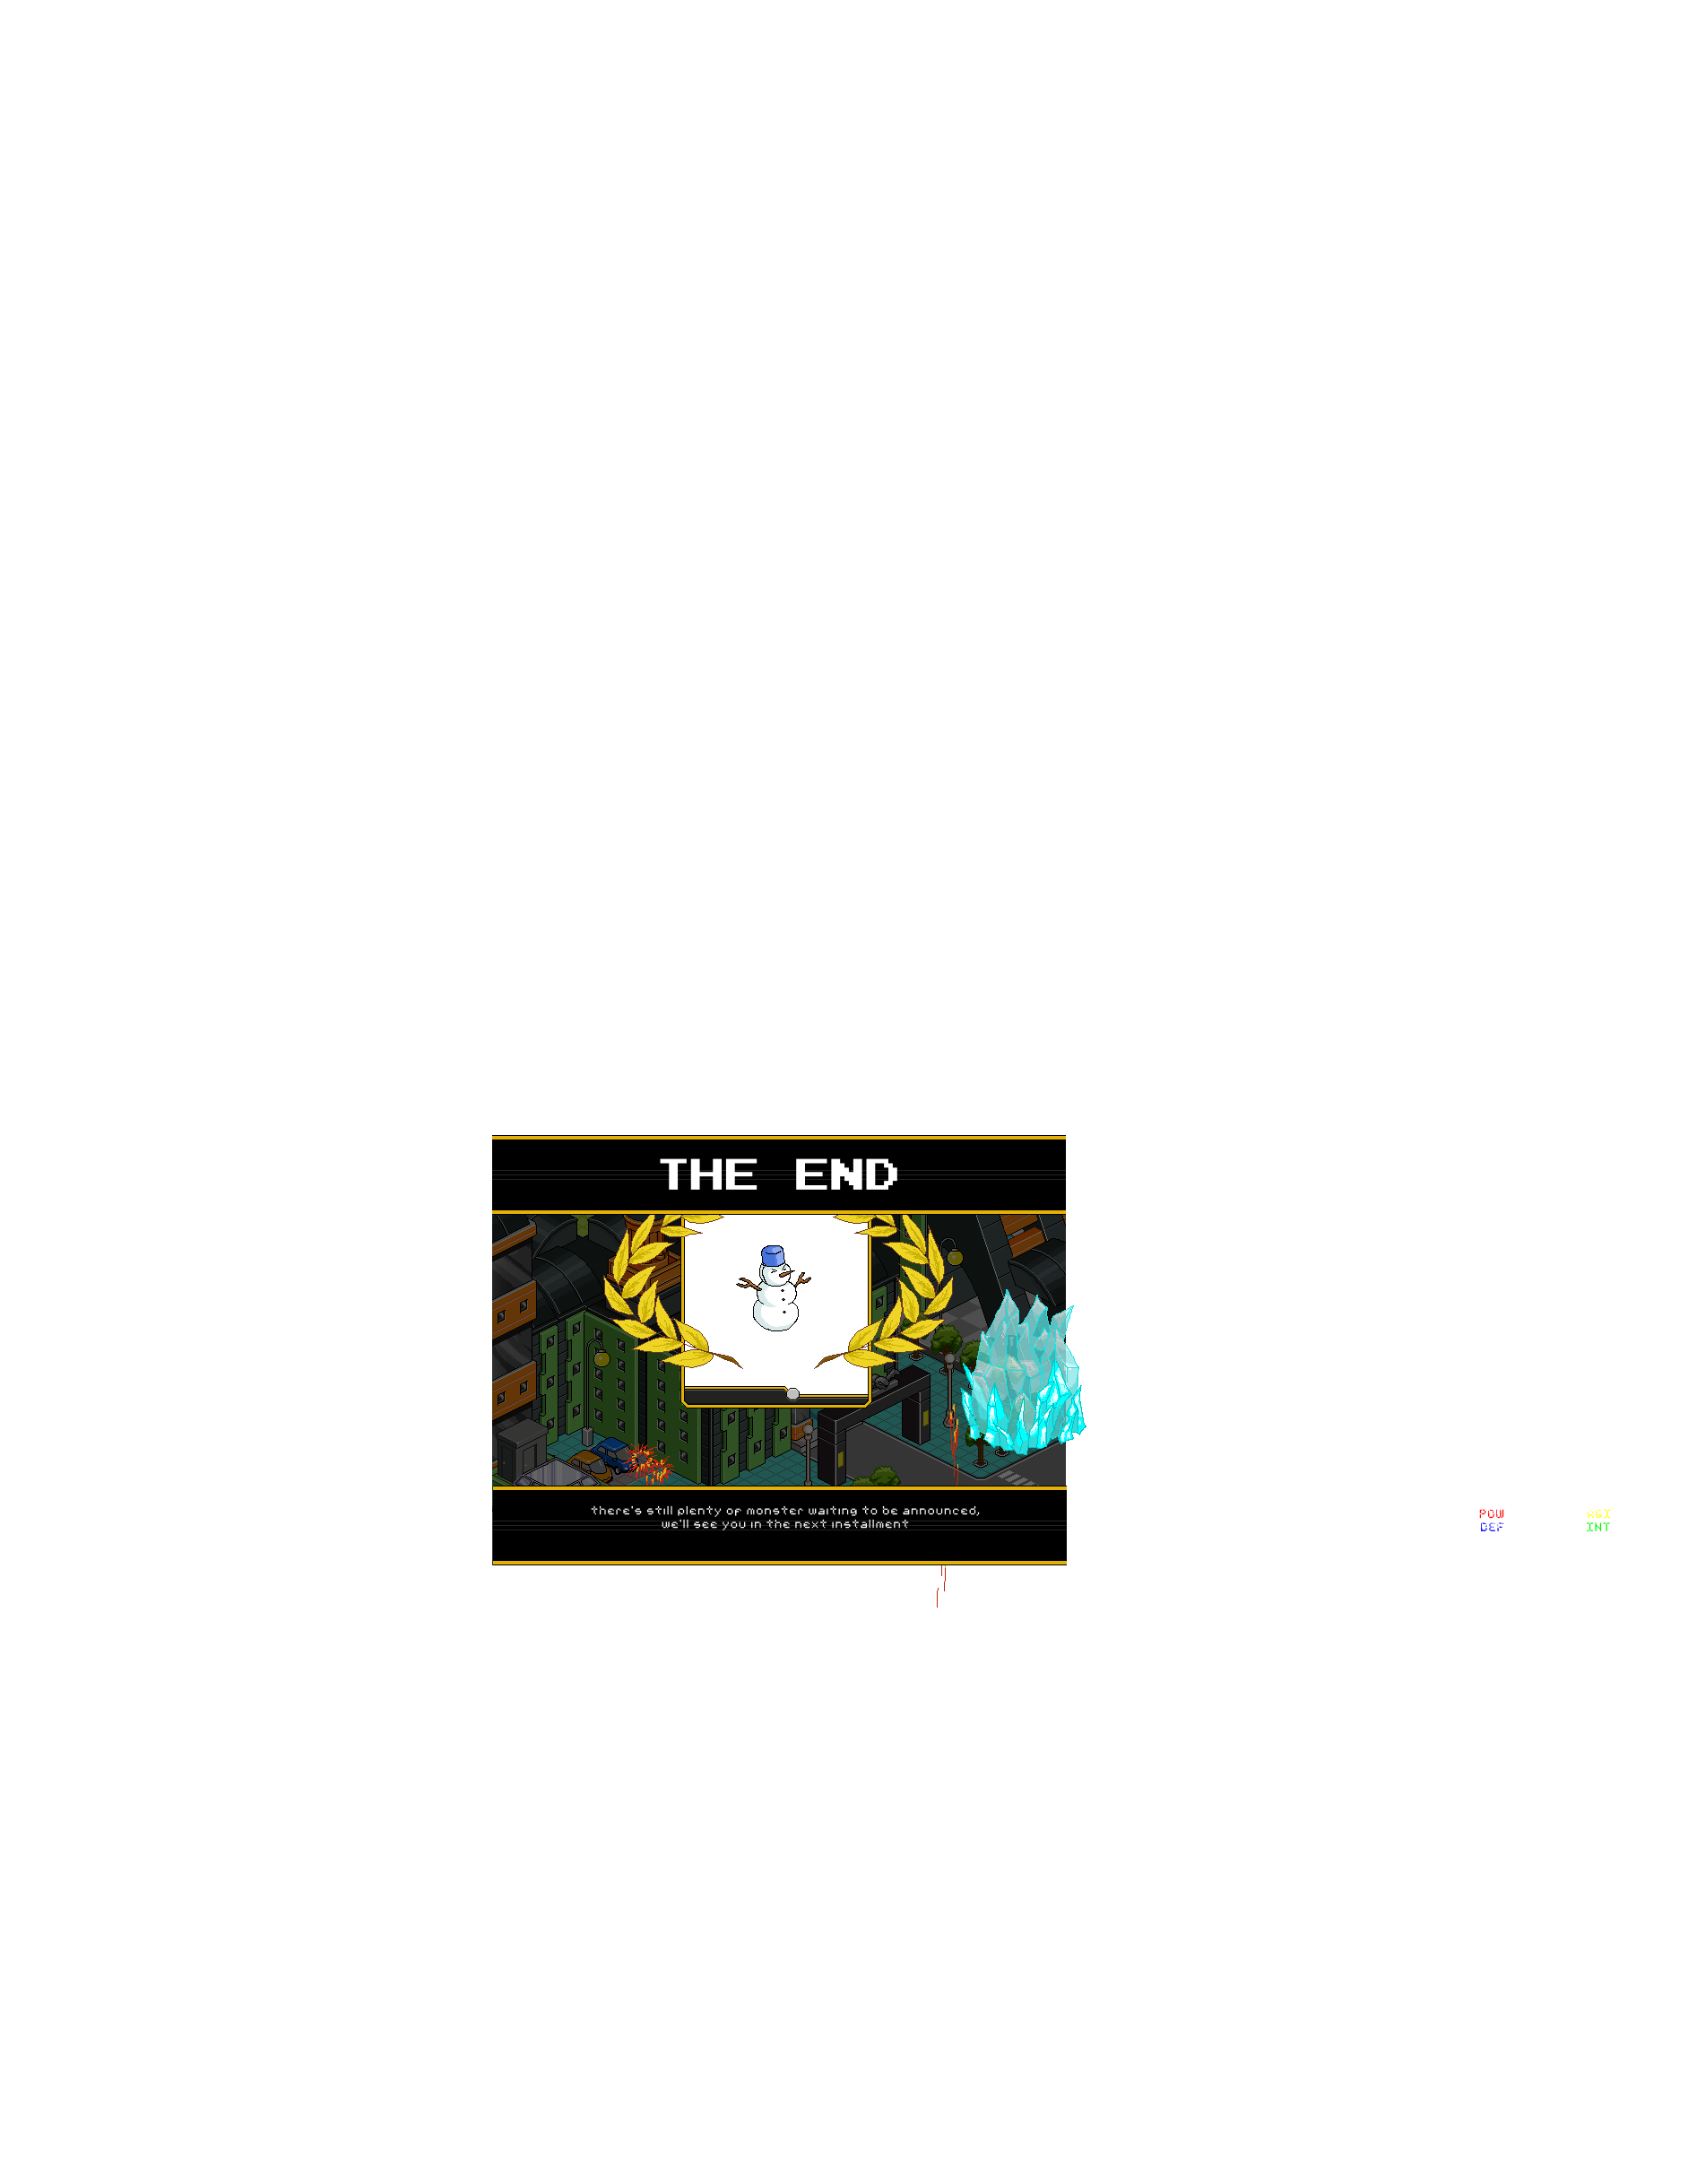 THE END
there's still plenty of monster waiting to be announced,
we'll see you in the next installment
POW AGI
DEF INT